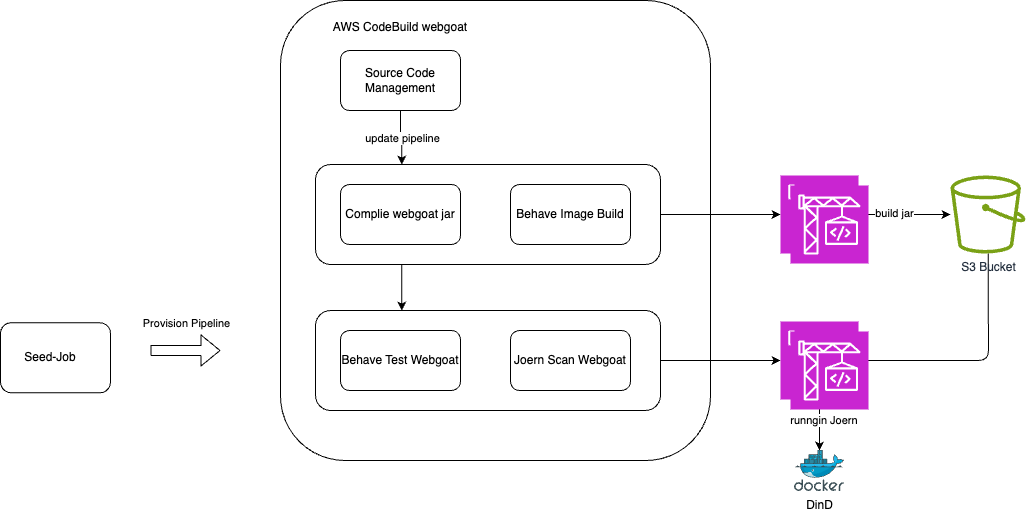 AWS CodeBuild webgoat
Source Code
Management
update pipeline
Complie webgoat jar
Behave Image Build
build jar
S3 Bucket
Provision Pipeline
Seed-Job
Behave Test Webgoat
Joern Scan Webgoat
</>
</>
runngin Joern
docker
DinD